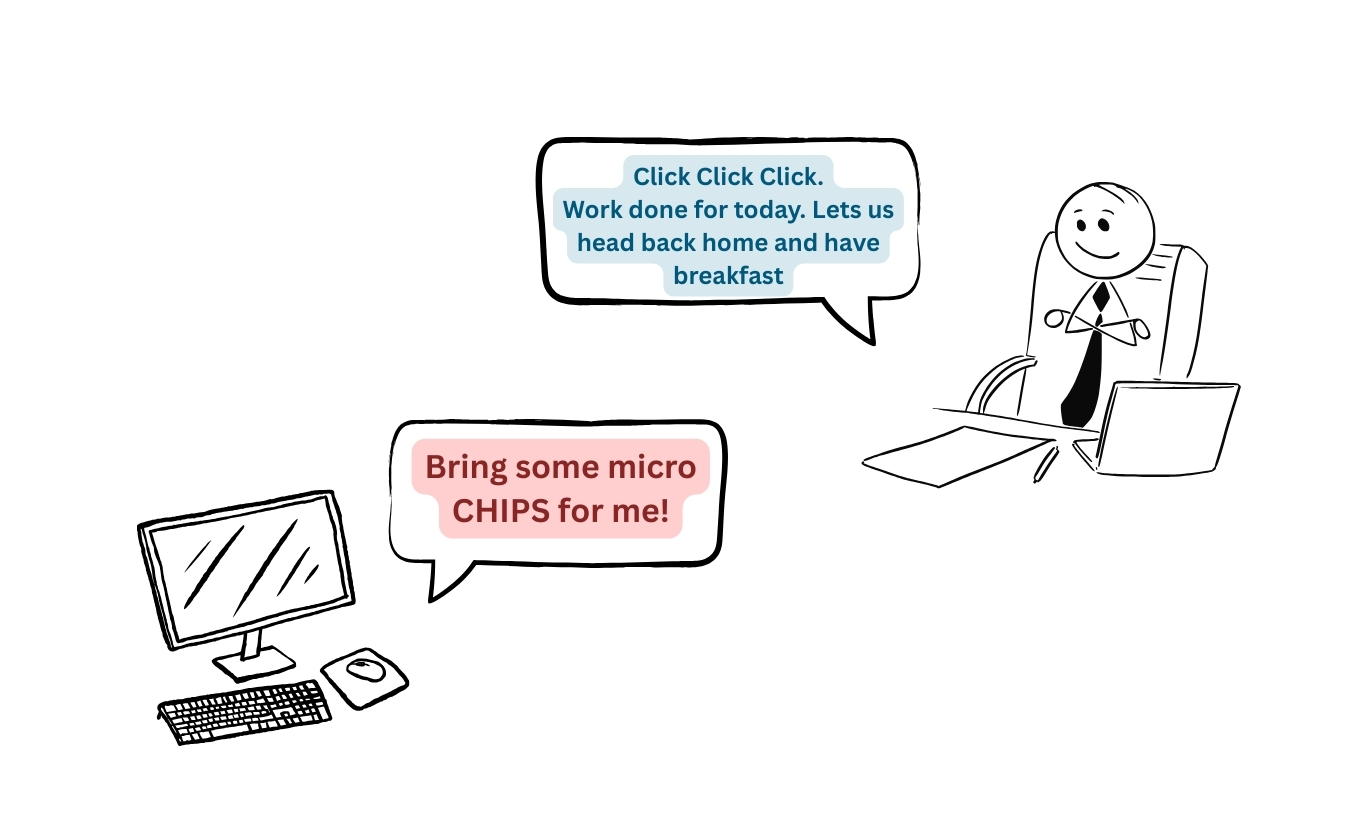 Click Click Click.
Work done for today. Lets us
head back home and have
breakfast
Bring some micro
CHIPS for me!